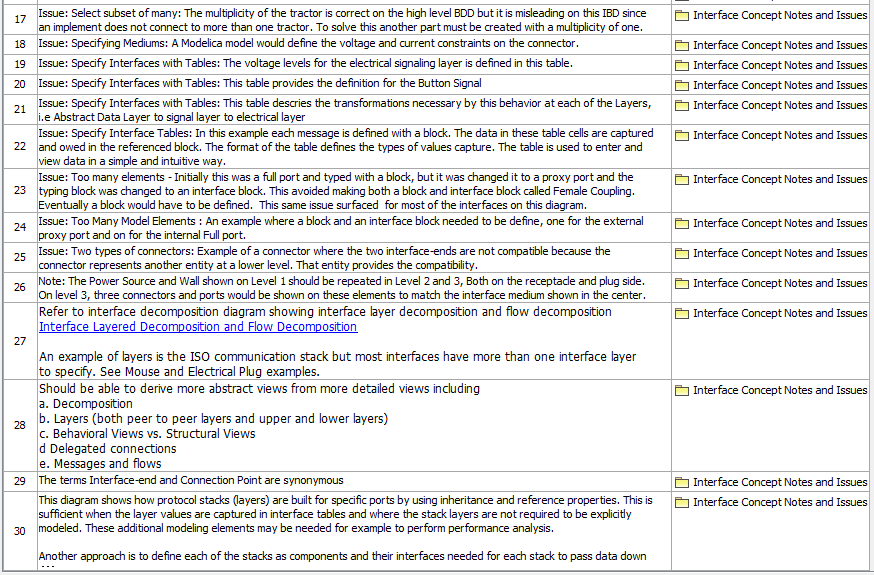 17
Issue: Select subset of many: The multiplicity of the tractor is correct on the high level BDD but it is misleading on this IBD since
an implement does not connect to more than one tractor. To solve this another part must be created with a multiplicity of one.
Interface Concept Notes and Issues
18
Issue: Specifying Mediums: A Modelica model would define the voltage and current constraints on the connector.
Interface Concept Notes and Issues
19
Issue: Specify Interfaces with Tables: The voltage levels for the electrical signaling layer is defined in this table.
Interface Concept Notes and Issues
20
Issue: Specify Interfaces with Tables: This table provides the definition for the Button Signal
Interface Concept Notes and Issues
21
Issue: Specify Interfaces with Tables: This table descries the transformations necessary by this behavior at each of the Layers,
i.e Abstract Data Layer to signal layer to electrical layer
Interface Concept Notes and Issues
22
Issue: Specify Interface Tables: In this example each message is defined with a block. The data in these table cells are captured
and owed in the referenced block. The format of the table defines the types of values capture. The table is used to enter and
view data in a simple and intuitive way.
Interface Concept Notes and Issues
23
Issue: Too many elements - Initially this was a full port and typed with a block, but it was changed it to a proxy port and the
typing block was changed to an interface block. This avoided making both a block and interface block called Female Coupling.
Eventually a block would have to be defined.  This same issue surfaced  for most of the interfaces on this diagram.
Interface Concept Notes and Issues
24
Issue: Too Many Model Elements : An example where a block and an interface block needed to be define, one for the external
proxy port and on for the internal Full port.
Interface Concept Notes and Issues
25
Issue: Two types of connectors: Example of a connector where the two interface-ends are not compatible because the
connector represents another entity at a lower level. That entity provides the compatibility.
Interface Concept Notes and Issues
26
Note: The Power Source and Wall shown on Level 1 should be repeated in Level 2 and 3, Both on the receptacle and plug side.
On level 3, three connectors and ports would be shown on these elements to match the interface medium shown in the center.
Interface Concept Notes and Issues
27
Refer to interface decomposition diagram showing interface layer decomposition and flow decomposition
Interface Layered Decomposition and Flow Decomposition
An example of layers is the ISO communication stack but most interfaces have more than one interface layer
to specify. See Mouse and Electrical Plug examples.
Interface Concept Notes and Issues
28
Should be able to derive more abstract views from more detailed views including
a. Decomposition
b. Layers (both peer to peer layers and upper and lower layers)
c. Behavioral Views vs. Structural Views
d Delegated connections
e. Messages and flows
Interface Concept Notes and Issues
29
The terms Interface-end and Connection Point are synonymous
Interface Concept Notes and Issues
30
This diagram shows how protocol stacks (layers) are built for specific ports by using inheritance and reference properties. This is
sufficient when the layer values are captured in interface tables and where the stack layers are not required to be explicitly
modeled. These additional modeling elements may be needed for example to perform performance analysis.
Another approach is to define each of the stacks as components and their interfaces needed for each stack to pass data down
...
Interface Concept Notes and Issues